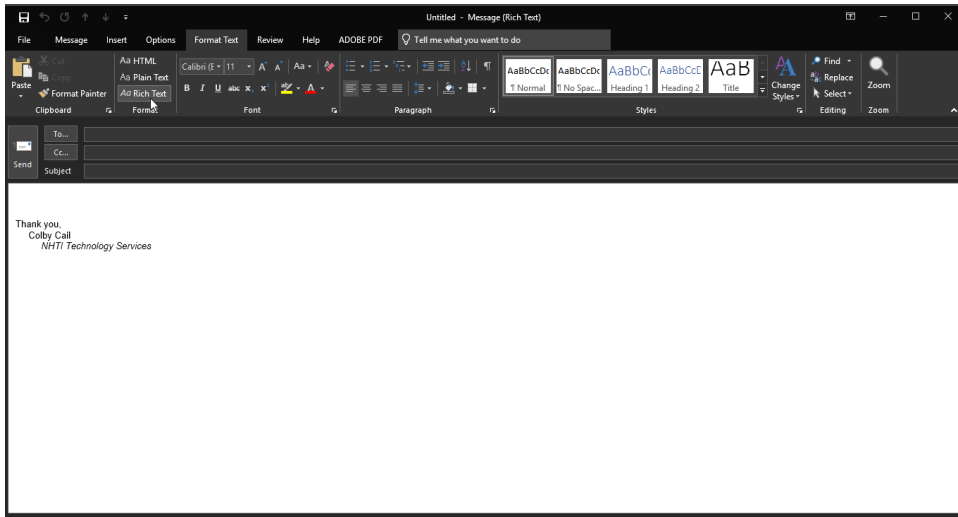 Untitled - Message (Rich Text)
File Message Insert Options Format Text Review Help ADOBE PDF Tell me what you want to do
Paste
Cut
Copy
Format Painter
Clipboard
Aa HTML
Aa Plain Text
Aa Rich Text
Format
Calibri (E 11 A A Aa
B I U abc X₂ X² A
Font
Paragraph
AaBbCcDc AaBbCcDc AaBbC( AaBbCcD AaB
¶ Normal ¶ No Spac... Heading 1 Heading 2 Title
Change Styles
Styles
Find
Replace
Select
Editing
Zoom
Zoom
Send
To...
Cc...
Subject
Thank you,
Colby Cail
NHTI Technology Services